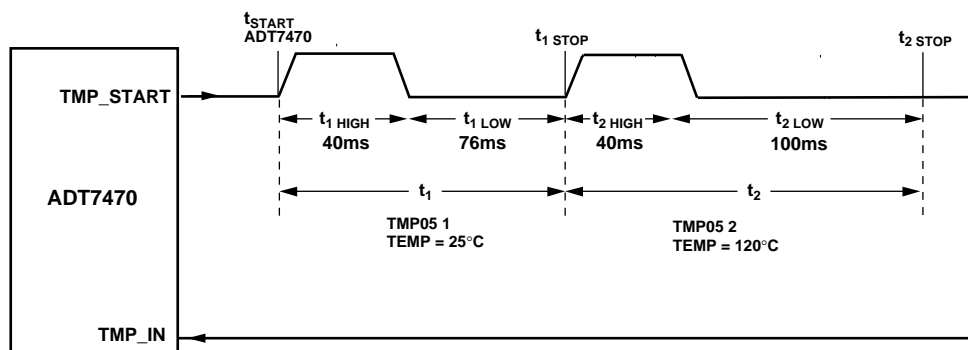 tSTART
ADT7470
t1 STOP
t2 STOP
TMP_START
t1 HIGH
40ms
t1 LOW
76ms
t2 HIGH
40ms
t2 LOW
100ms
ADT7470
t1
t2
TMP05 1
TEMP = 25°C
TMP05 2
TEMP = 120°C
TMP_IN